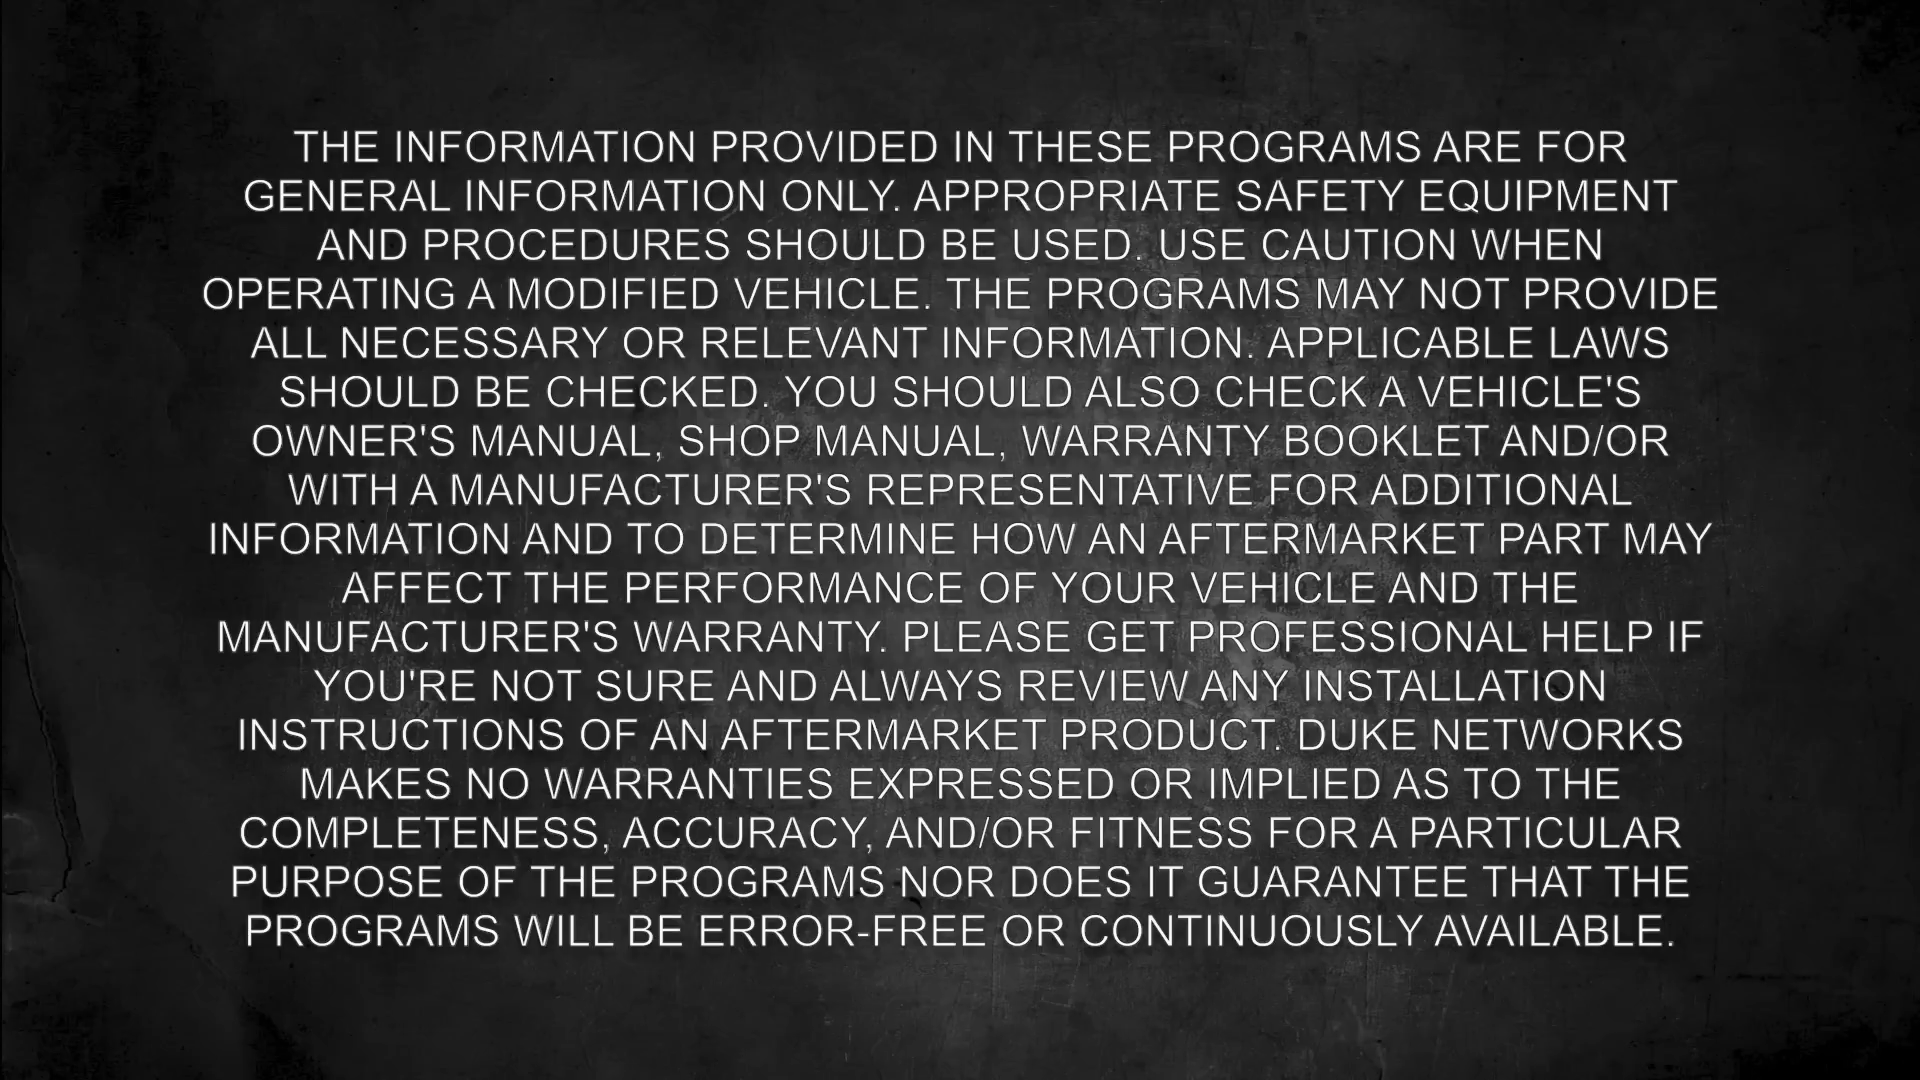 THE INFORMATION PROVIDED IN THESE PROGRAMS ARE FOR
GENERAL INFORMATION ONLY. APPROPRIATE SAFETY EQUIPMENT
AND PROCEDURES SHOULD BE USED. USE CAUTION WHEN
OPERATING A MODIFIED VEHICLE. THE PROGRAMS MAY NOT PROVIDE
ALL NECESSARY OR RELEVANT INFORMATION. APPLICABLE LAWS
SHOULD BE CHECKED. YOU SHOULD ALSO CHECK A VEHICLE'S
OWNER'S MANUAL, SHOP MANUAL, WARRANTY BOOKLET AND/OR
WITH A MANUFACTURER'S REPRESENTATIVE FOR ADDITIONAL
INFORMATION AND TO DETERMINE HOW AN AFTERMARKET PART MAY
AFFECT THE PERFORMANCE OF YOUR VEHICLE AND THE
MANUFACTURER'S WARRANTY. PLEASE GET PROFESSIONAL HELP IF
YOU'RE NOT SURE AND ALWAYS REVIEW ANY INSTALLATION
INSTRUCTIONS OF AN AFTERMARKET PRODUCT. DUKE NETWORKS
MAKES NO WARRANTIES EXPRESSED OR IMPLIED AS TO THE
COMPLETENESS, ACCURACY, AND/OR FITNESS FOR A PARTICULAR
PURPOSE OF THE PROGRAMS NOR DOES IT GUARANTEE THAT THE
PROGRAMS WILL BE ERROR-FREE OR CONTINUOUSLY AVAILABLE.